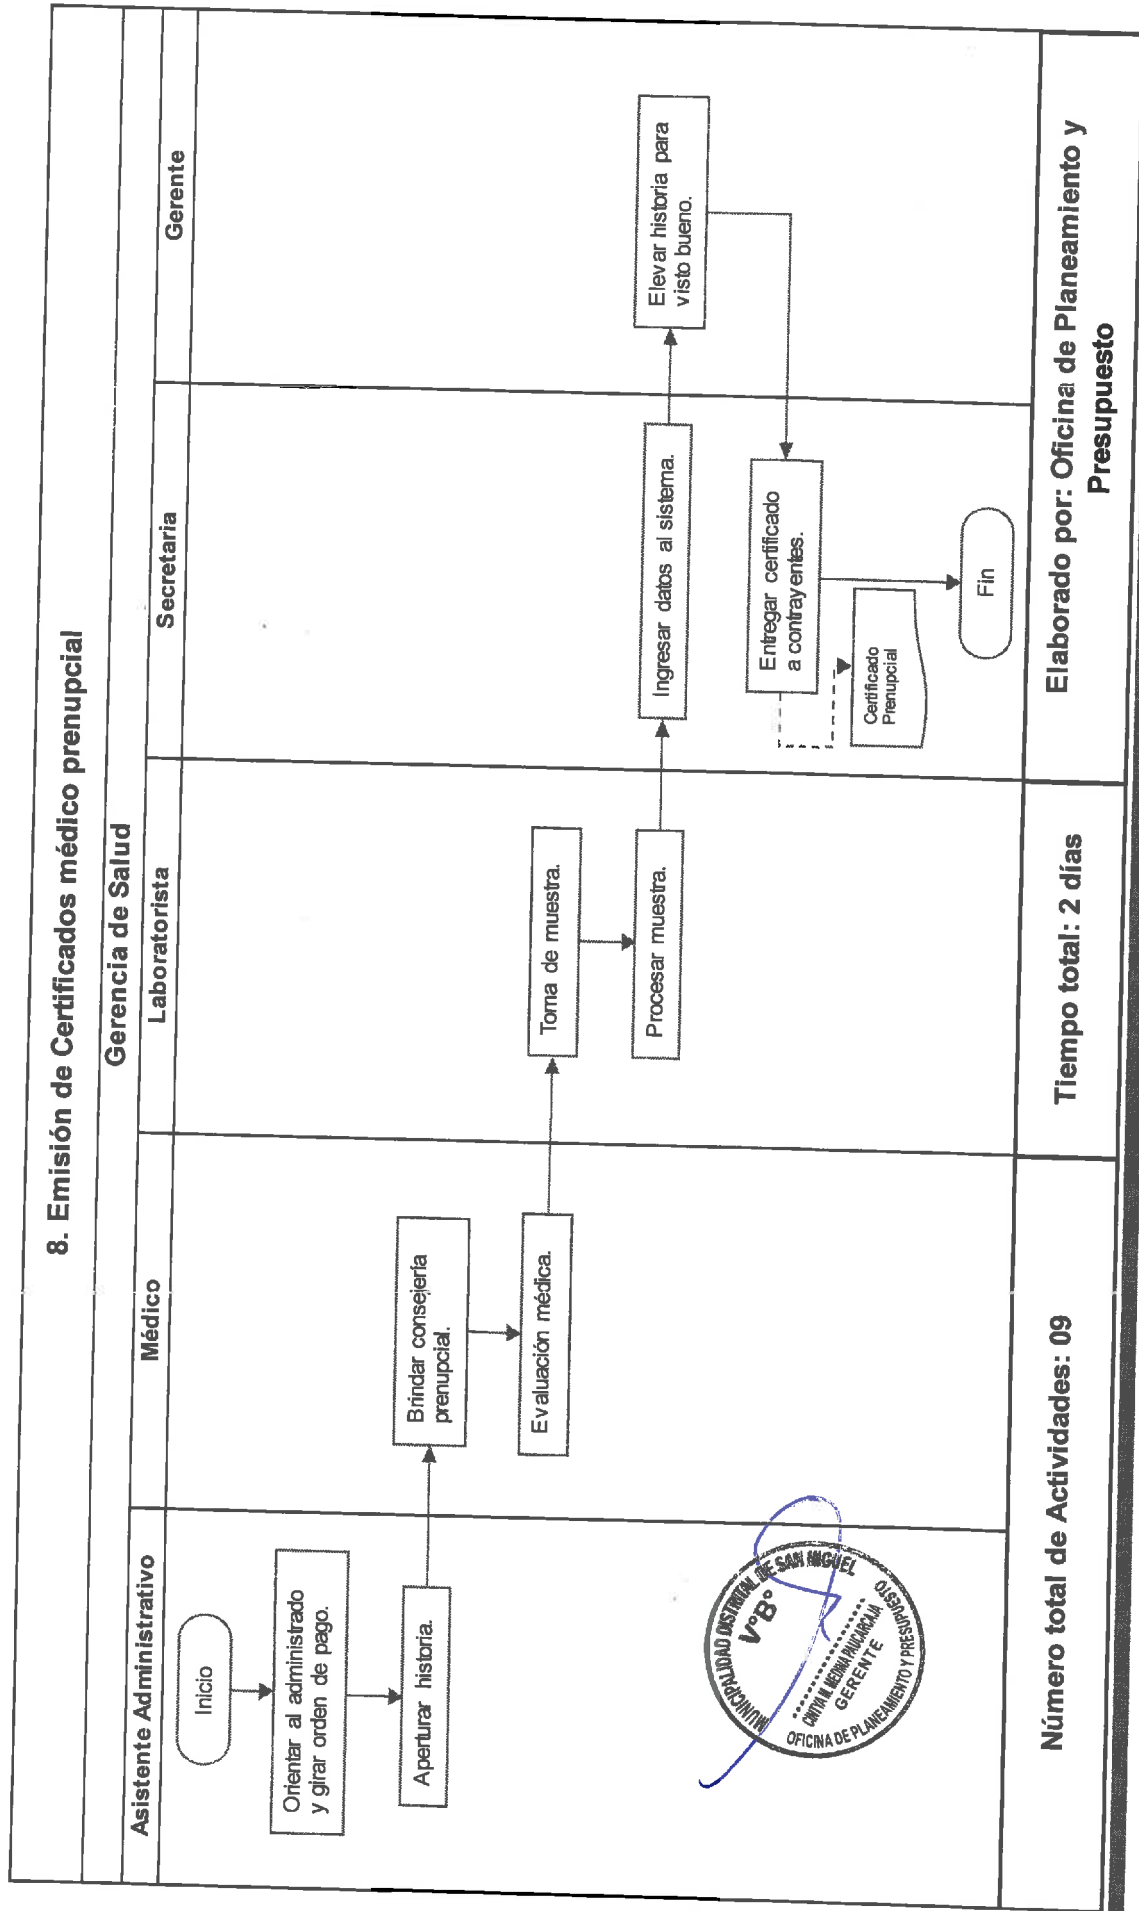 8. Emisión de Certificados médico prenupcial
Gerencia de Salud
Asistente Administrativo
Médico
Laboratorista
Secretaria
Gerente
Inicio
Orientar al administrado
y girar orden de pago.
Aperturar historia.
Brindar consejería
prenupcial.
Evaluación médica.
Toma de muestra.
Procesar muestra.
Ingresar datos al sistema.
Elevar historia para
visto bueno.
Entregar certificado
a contrayentes.
Certificado
Prenupcial
Fin
MUNICIPALIDAD DISTRITAL DE SAN MIGUEL
V°B°
CINTYA M. MEDINA PAUCARCAJA
GERENTE
OFICINA DE PLANEAMIENTO Y PRESUPUESTO
Número total de Actividades: 09
Tiempo total: 2 días
Elaborado por: Oficina de Planeamiento y
Presupuesto